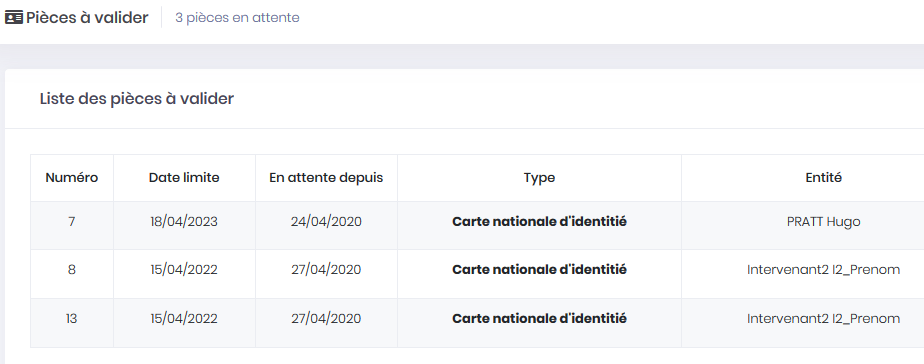 Pièces à valider 3 pièces en attente
Liste des pièces à valider
Numéro Date limite En attente depuis Type Entité
7 18/04/2023 24/04/2020 Carte nationale d'identitié PRATT Hugo
8 15/04/2022 27/04/2020 Carte nationale d'identitié Intervenant2 I2_Prenom
13 15/04/2022 27/04/2020 Carte nationale d'identitié Intervenant2 I2_Prenom